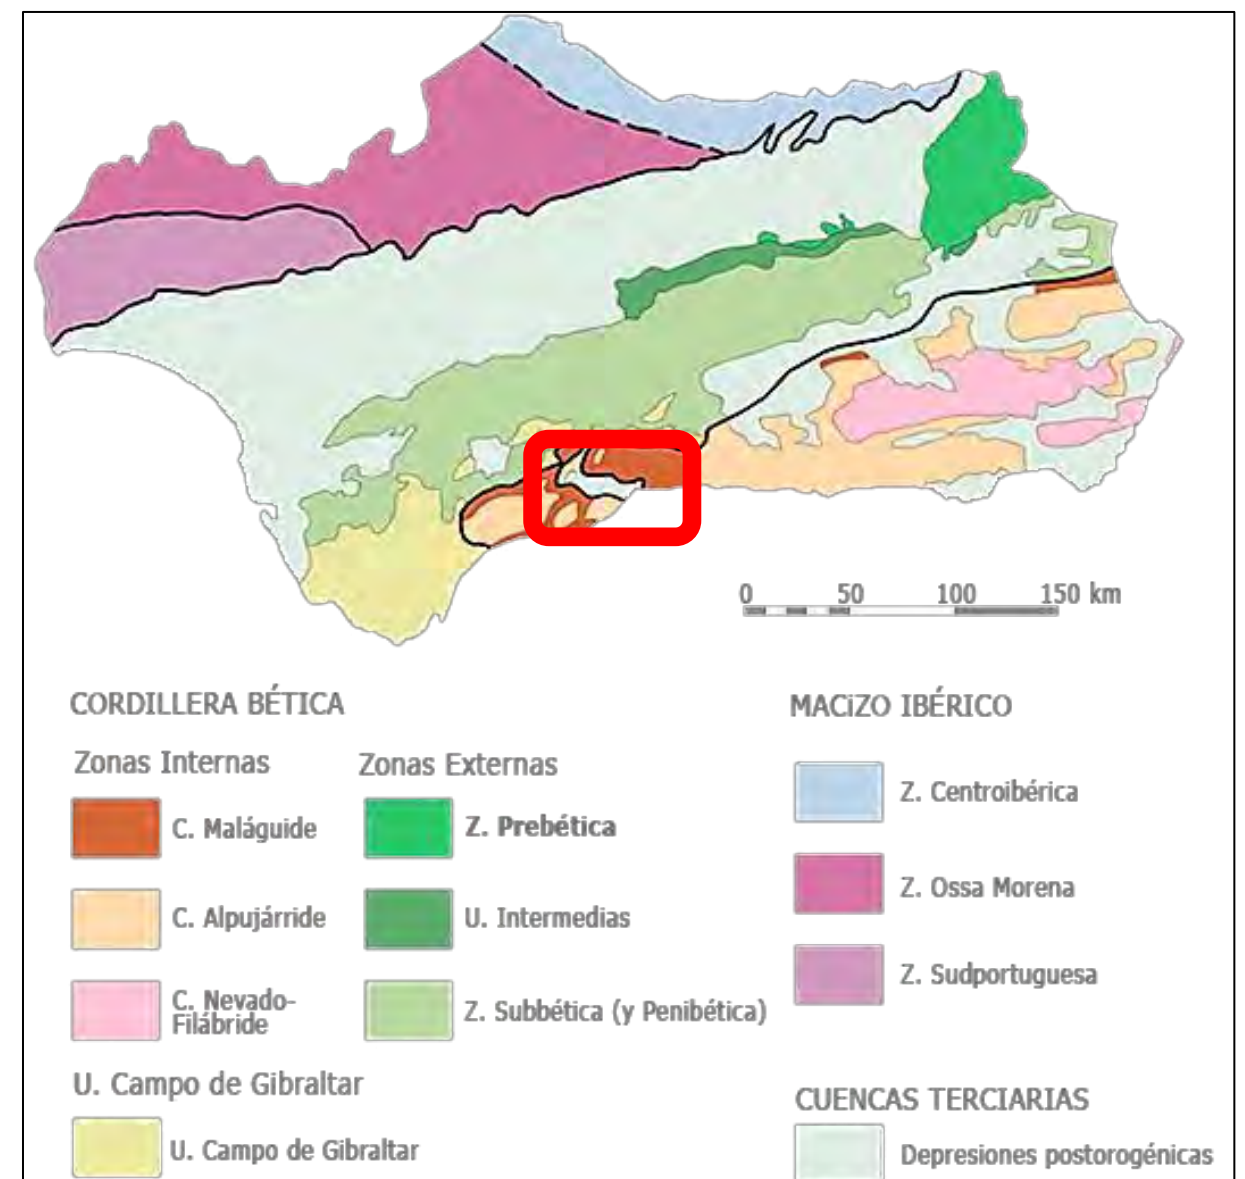 0 50 100 150 km
CORDILLERA BÉTICA
Zonas Internas
C. Maláguide
C. Alpujárride
C. Nevado-
Filábride
U. Campo de Gibraltar
U. Campo de Gibraltar
Zonas Externas
Z. Prebética
U. Intermedias
Z. Subbética (y Penibética)
MACiZO IBÉRICO
Z. Centroibérica
Z. Ossa Morena
Z. Sudportuguesa
CUENCAS TERCIARIAS
Depresiones postorogénicas